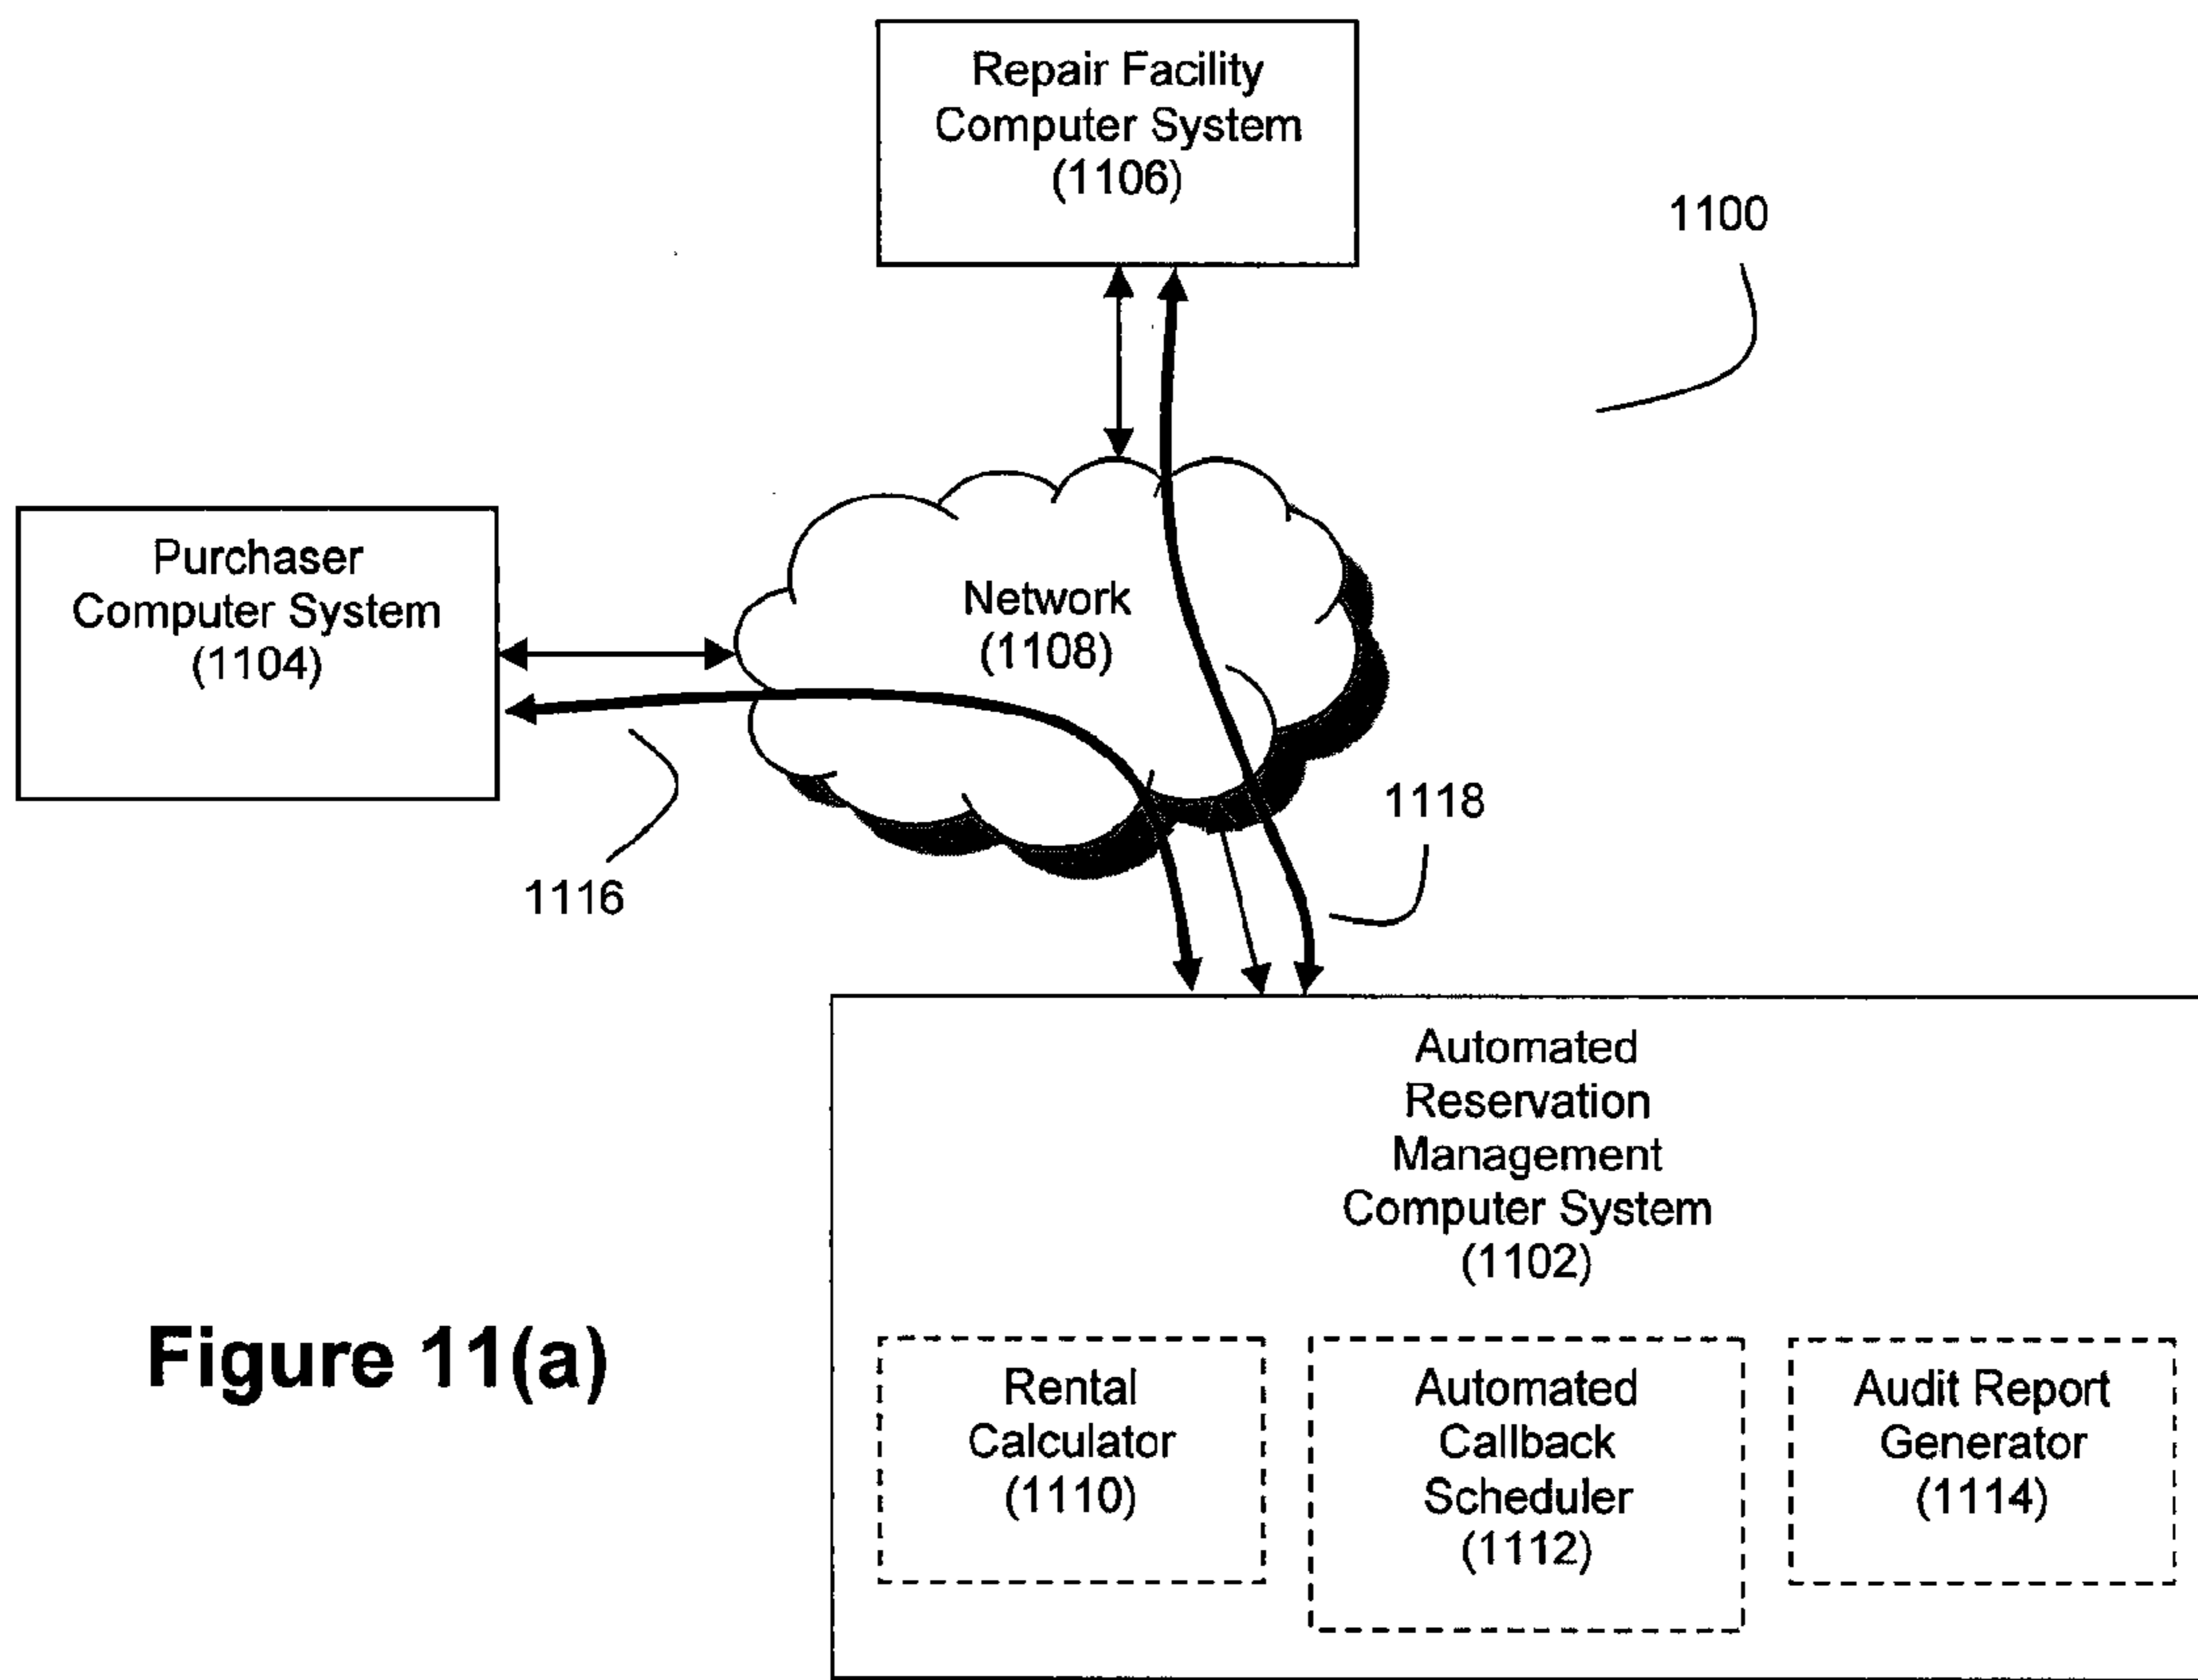 Repair Facility
Computer System
(1106)
1100
Purchaser
Computer System
(1104)
Network
(1108)
1118
1116
Automated
Reservation
Management
Computer System
(1102)
Figure 11(a)
Rental
Calculator
(1110)
Automated
Callback
Scheduler
(1112)
Audit Report
Generator
(1114)